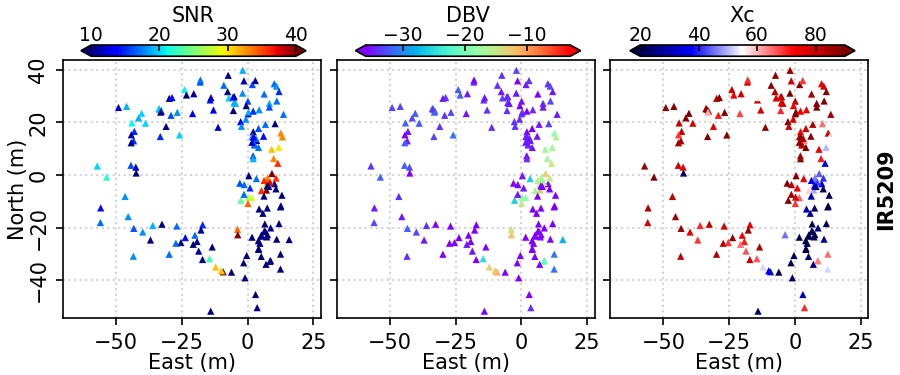 SNR DBV Xc
10 20 30 40 −30 −20 −10 20 40 60 80
40
20
0
−20
−40
North (m)
−50 −25 0 25 −50 −25 0 25 −50 −25 0 25
East (m) East (m) East (m)
IR5209